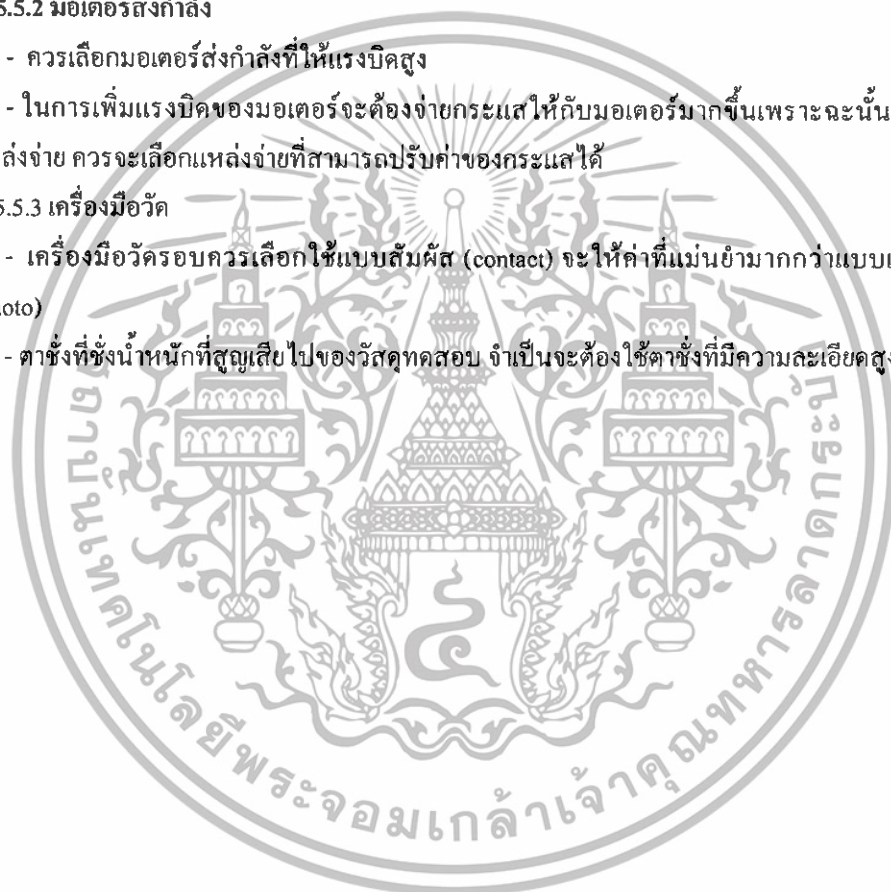 5.5.2 มอเตอร์ส่งกำลัง
- ควรเลือกมอเตอร์ส่งกำลังที่ให้แรงบิดสูง
- ในการเพิ่มแรงบิดของมอเตอร์จะต้องจ่ายกระแสให้กับมอเตอร์มากขึ้นเพราะฉะนั้น
ล่งจ่าย ควรจะเลือกแหล่งจ่ายที่สามารถปรับค่าของกระแสได้
5.5.3 เครื่องมือวัด
- เครื่องมือวัดรอบควรเลือกใช้แบบสัมผัส (contact) จะให้ค่าที่แม่นยำมากกว่าแบบ
oto)
- ตาชั่งที่ชั่งน้ำหนักที่สูญเสียไปของวัสดุทดสอบ จำเป็นจะต้องใช้ตาชั่งที่มีความละเอียดสูง
สถาบันเทคโนโลยีพระจอมเกล้าเจ้าคุณทหารลาดกระบัง